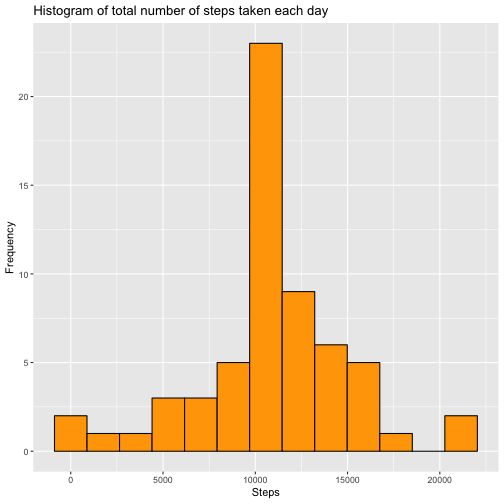 Histogram of total number of steps taken each day
20
15
10
5
0
Frequency
0 5000 10000 15000 20000
Steps